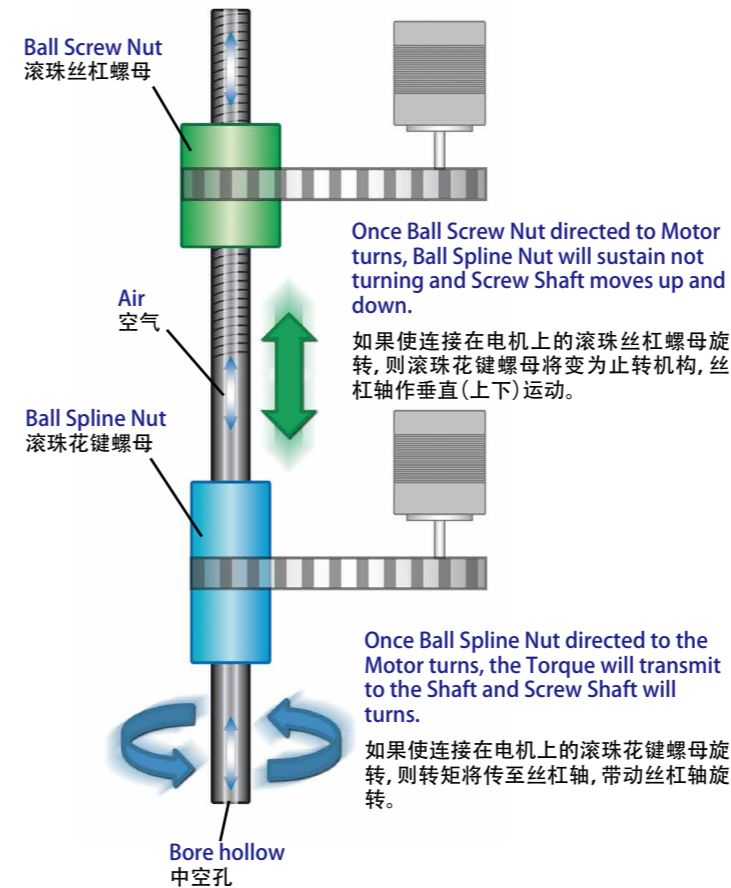 Ball Screw Nut
滚珠丝杠螺母
Once Ball Screw Nut directed to Motor
turns, Ball Spline Nut will sustain not
turning and Screw Shaft moves up and
down.
如果使连接在电机上的滚珠丝杠螺母旋
转, 则滚珠花键螺母将变为止转机构, 丝
杠轴作垂直(上下)运动。
Air
空气
Ball Spline Nut
滚珠花键螺母
Once Ball Spline Nut directed to the
Motor turns, the Torque will transmit
to the Shaft and Screw Shaft will
turns.
如果使连接在电机上的滚珠花键螺母旋
转, 则转矩将传至丝杠轴, 带动丝杠轴旋
转。
Bore hollow
中空孔